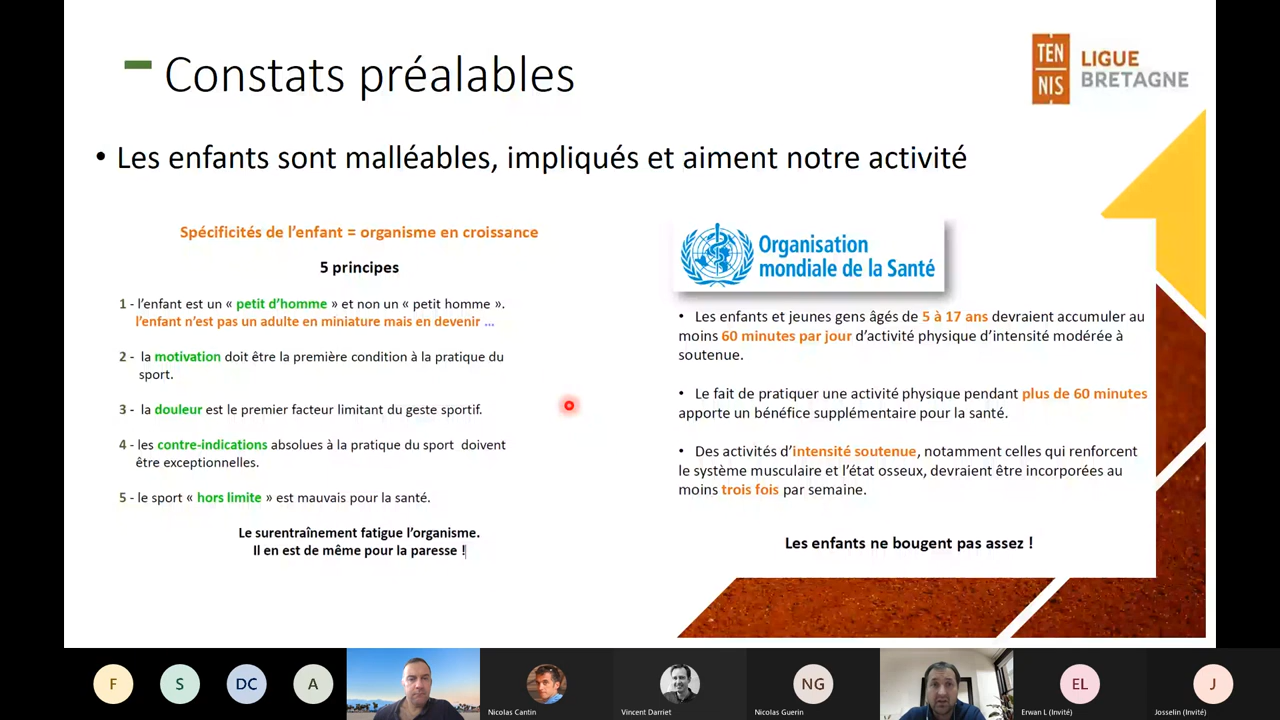 Constats préalables
TEN
NIS
LIGUE
BRETAGNE
• Les enfants sont malléables, impliqués et aiment notre activité
Spécificités de l'enfant = organisme en croissance
5 principes
1 - l'enfant est un « petit d'homme » et non un « petit homme ».
l'enfant n'est pas un adulte en miniature mais en devenir ...
2 - la motivation doit être la première condition à la pratique du
sport.
3 - la douleur est le premier facteur limitant du geste sportif.
4 - les contre-indications absolues à la pratique du sport doivent
être exceptionnelles.
5 - le sport « hors limite » est mauvais pour la santé.
Le surentraînement fatigue l'organisme.
Il en est de même pour la paresse !
Organisation
mondiale de la Santé
• Les enfants et jeunes gens âgés de 5 à 17 ans devraient accumuler au
moins 60 minutes par jour d'activité physique d'intensité modérée à
soutenue.
• Le fait de pratiquer une activité physique pendant plus de 60 minutes
apporte un bénéfice supplémentaire pour la santé.
• Des activités d'intensité soutenue, notamment celles qui renforcent
le système musculaire et l'état osseux, devraient être incorporées au
moins trois fois par semaine.
Les enfants ne bougent pas assez !
F
S
DC
A
Nicolas Cantin
Vincent Darriet
NG
Nicolas Guerin
EL
Erwan L (Invité)
J
Josselin (Invité)